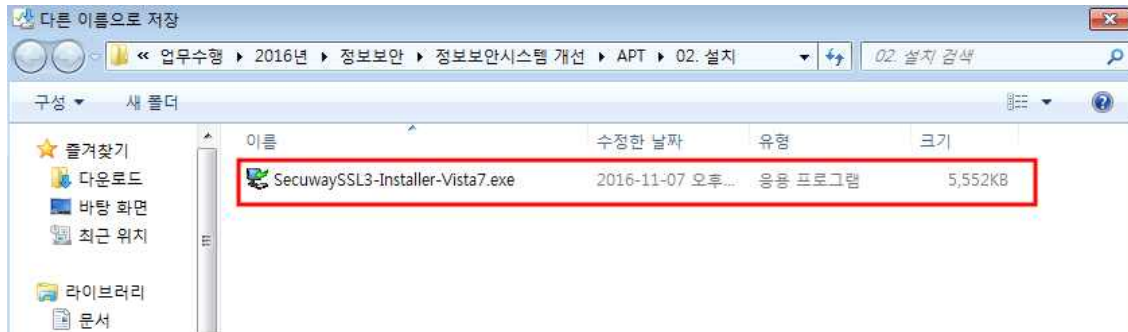 다른 이름으로 저장
« 업무수행 ▸ 2016년 ▸ 정보보안 ▸ 정보보안시스템 개선 ▸ APT ▸ 02. 설치
02. 설치 검색
구성 ▼ 새 폴더
즐겨찾기
다운로드
바탕 화면
최근 위치
라이브러리
문서
이름 수정한 날짜 유형 크기
SecuwaySSL3-Installer-Vista7.exe 2016-11-07 오후... 응용 프로그램 5,552KB